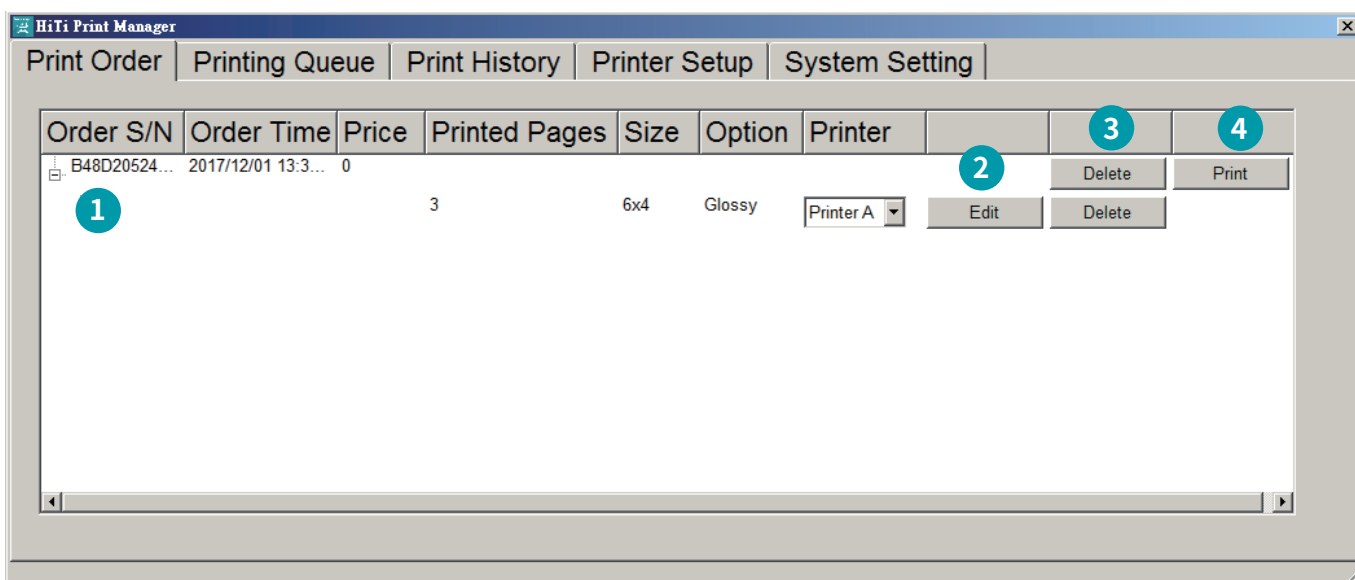 HiTi Print Manager
Print Order Printing Queue Print History Printer Setup System Setting
Order S/N Order Time Price Printed Pages Size Option Printer 3 4
B48D20524... 2017/12/01 13:3... 0 2 Delete Print
1 3 6x4 Glossy Printer A Edit Delete